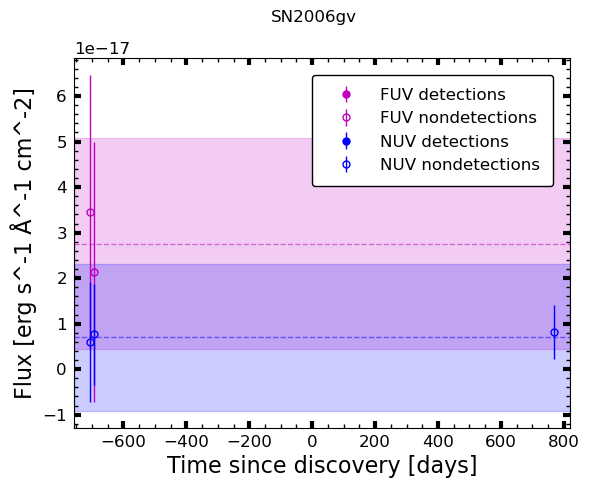 SN2006gv
1e−17
FUV detections
FUV nondetections
NUV detections
NUV nondetections
6
5
4
3
2
1
0
−1
Flux [erg s^-1 Å^-1 cm^-2]
−600 −400 −200 0 200 400 600 800
Time since discovery [days]